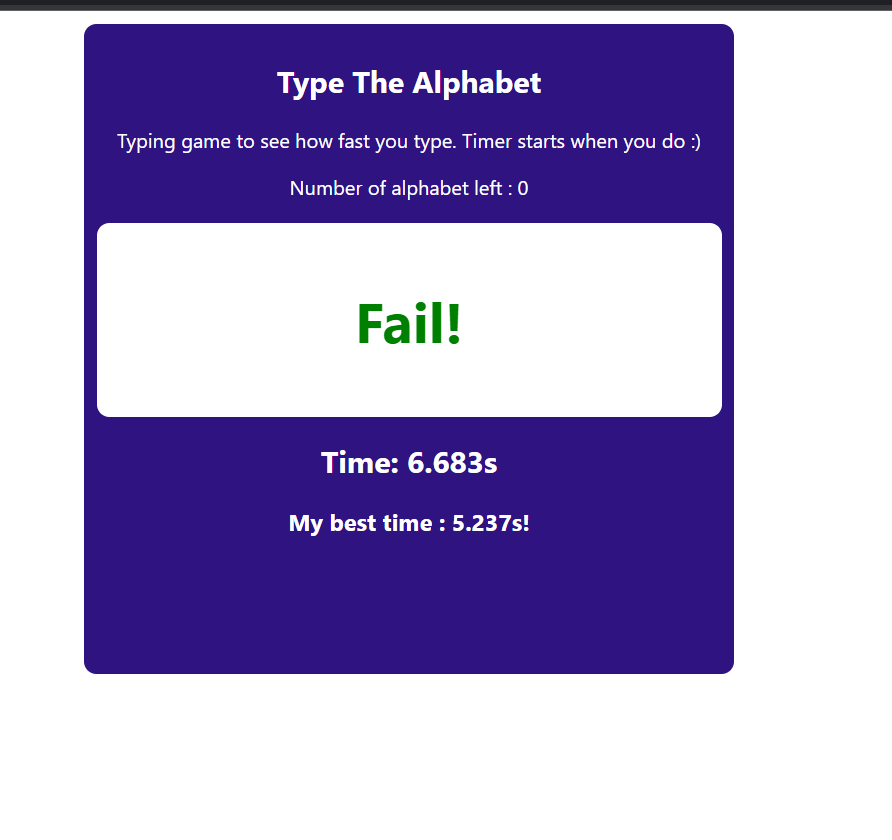 Type The Alphabet
Typing game to see how fast you type. Timer starts when you do :)
Number of alphabet left : 0
Fail!
Time: 6.683s
My best time : 5.237s!